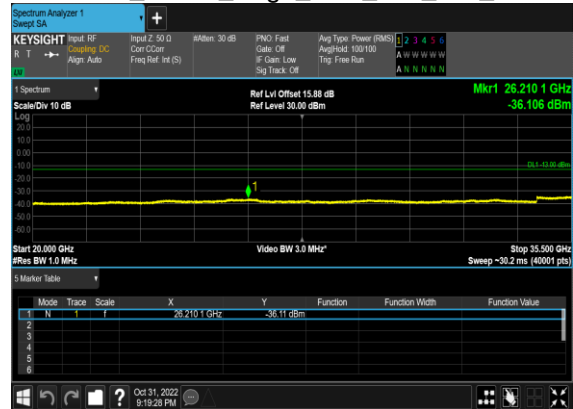 Spectrum Analyzer 1
Swept SA
+
KEYSIGHT Input: RF Input Z: 50 Ω #Atten: 30 dB PNO: Fast Avg Type: Power (RMS) 1 2 3 4 5 6
R T Coupling: DC Corr CCorr Gate: Off Avg|Hold: 100/100 A W W W W W
Align: Auto Freq Ref: Int (S) IF Gain: Low Trig: Free Run
Sig Track: Off A N N N N N
1 Spectrum Ref Lvl Offset 15.88 dB Mkr1 26.210 1 GHz
Scale/Div 10 dB Ref Level 30.00 dBm -36.106 dBm
Log
20.0
10.0
0.00
-10.0 DL1 -13.00 dBm
-20.0
-30.0 1
-40.0
-50.0
-60.0
Start 20.000 GHz Video BW 3.0 MHz* Stop 35.500 GHz
#Res BW 1.0 MHz Sweep ~30.2 ms (40001 pts)
5 Marker Table
Mode Trace Scale X Y Function Function Width Function Value
1 N 1 f 26.210 1 GHz -36.11 dBm
2
3
4
5
6
? Oct 31, 2022
9:19:28 PM